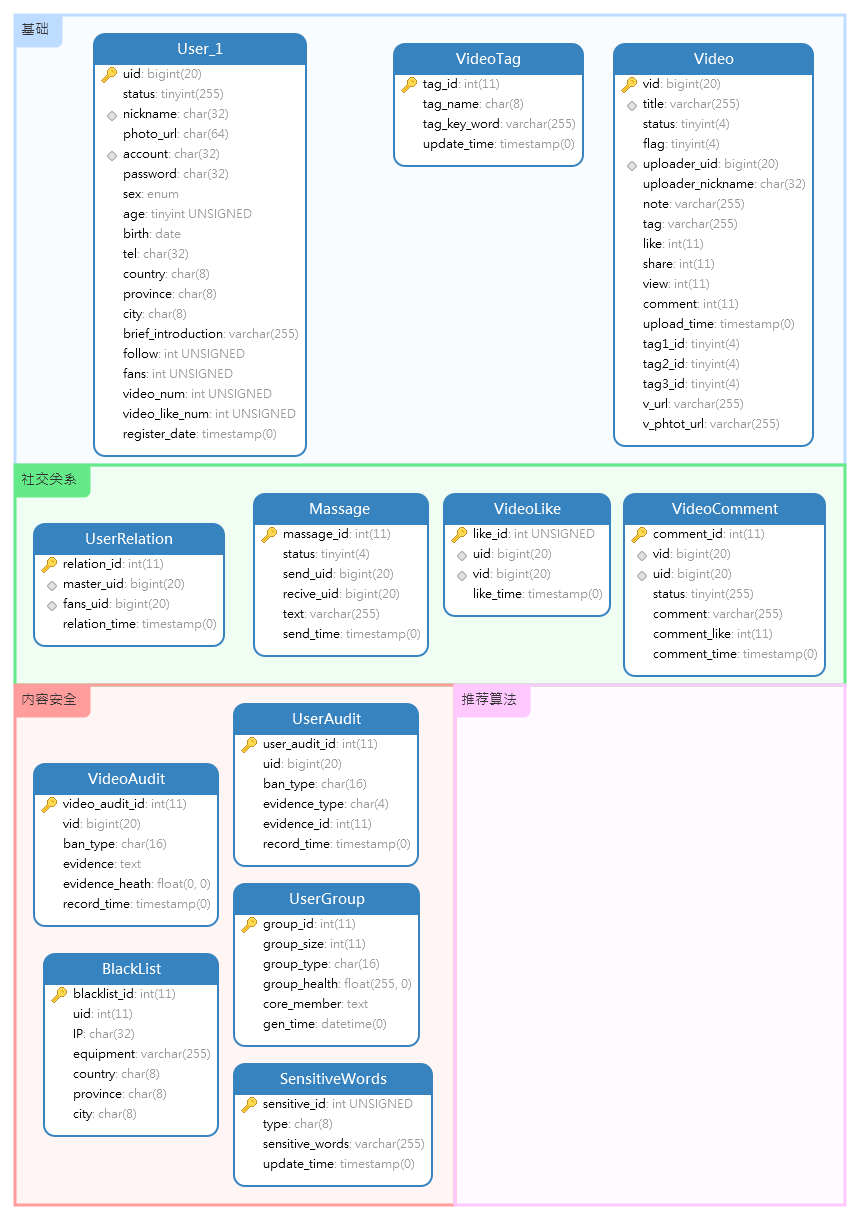 基础
User_1
uid: bigint(20)
status: tinyint(255)
nickname: char(32)
photo_url: char(64)
account: char(32)
password: char(32)
sex: enum
age: tinyint UNSIGNED
birth: date
tel: char(32)
country: char(8)
province: char(8)
city: char(8)
brief_introduction: varchar(255)
follow: int UNSIGNED
fans: int UNSIGNED
video_num: int UNSIGNED
video_like_num: int UNSIGNED
register_date: timestamp(0)
VideoTag
tag_id: int(11)
tag_name: char(8)
tag_key_word: varchar(255)
update_time: timestamp(0)
Video
vid: bigint(20)
title: varchar(255)
status: tinyint(4)
flag: tinyint(4)
uploader_uid: bigint(20)
uploader_nickname: char(32)
note: varchar(255)
tag: varchar(255)
like: int(11)
share: int(11)
view: int(11)
comment: int(11)
upload_time: timestamp(0)
tag1_id: tinyint(4)
tag2_id: tinyint(4)
tag3_id: tinyint(4)
v_url: varchar(255)
v_phtot_url: varchar(255)
社交关系
UserRelation
relation_id: int(11)
master_uid: bigint(20)
fans_uid: bigint(20)
relation_time: timestamp(0)
Massage
massage_id: int(11)
status: tinyint(4)
send_uid: bigint(20)
recive_uid: bigint(20)
text: varchar(255)
send_time: timestamp(0)
VideoLike
like_id: int UNSIGNED
uid: bigint(20)
vid: bigint(20)
like_time: timestamp(0)
VideoComment
comment_id: int(11)
vid: bigint(20)
uid: bigint(20)
status: tinyint(255)
comment: varchar(255)
comment_like: int(11)
comment_time: timestamp(0)
内容安全
VideoAudit
video_audit_id: int(11)
vid: bigint(20)
ban_type: char(16)
evidence: text
evidence_heath: float(0, 0)
record_time: timestamp(0)
UserAudit
user_audit_id: int(11)
uid: bigint(20)
ban_type: char(16)
evidence_type: char(4)
evidence_id: int(11)
record_time: timestamp(0)
BlackList
blacklist_id: int(11)
uid: int(11)
IP: char(32)
equipment: varchar(255)
country: char(8)
province: char(8)
city: char(8)
UserGroup
group_id: int(11)
group_size: int(11)
group_type: char(16)
group_health: float(255, 0)
core_member: text
gen_time: datetime(0)
SensitiveWords
sensitive_id: int UNSIGNED
type: char(8)
sensitive_words: varchar(255)
update_time: timestamp(0)
推荐算法